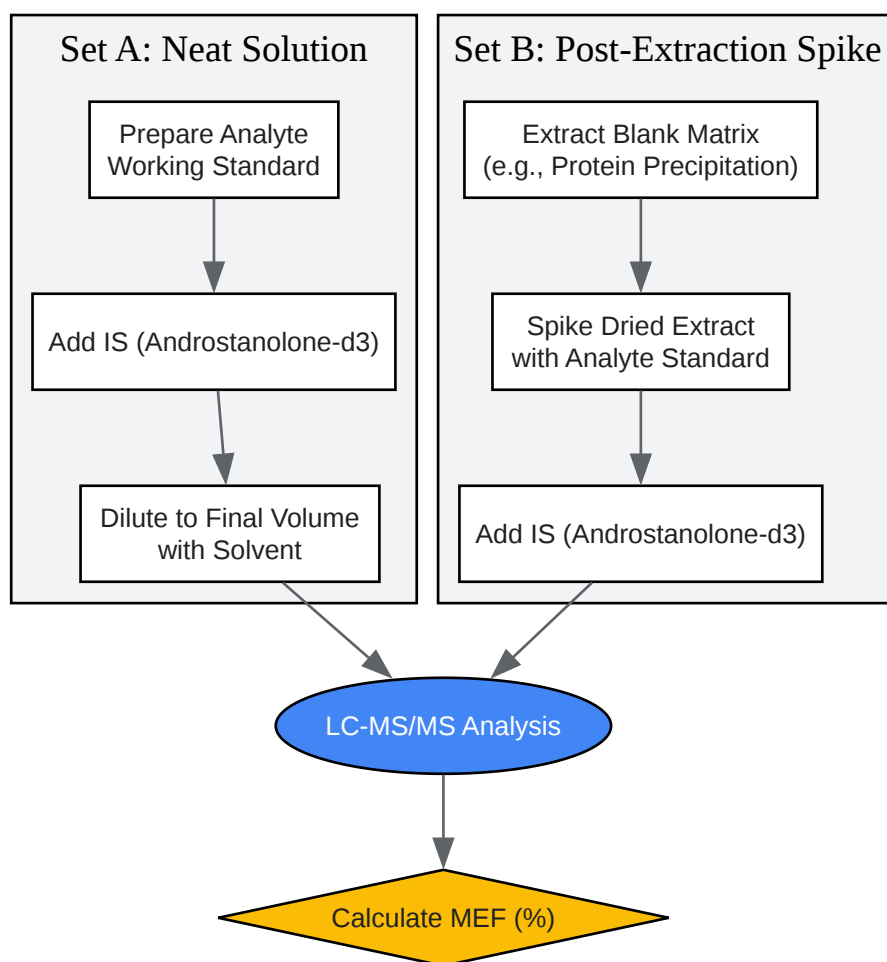 Set A: Neat Solution
Prepare Analyte
Working Standard
Add IS (Androstanolone-d3)
Dilute to Final Volume
with Solvent
Set B: Post-Extraction Spike
Extract Blank Matrix
(e.g., Protein Precipitation)
Spike Dried Extract
with Analyte Standard
Add IS (Androstanolone-d3)
LC-MS/MS Analysis
Calculate MEF (%)